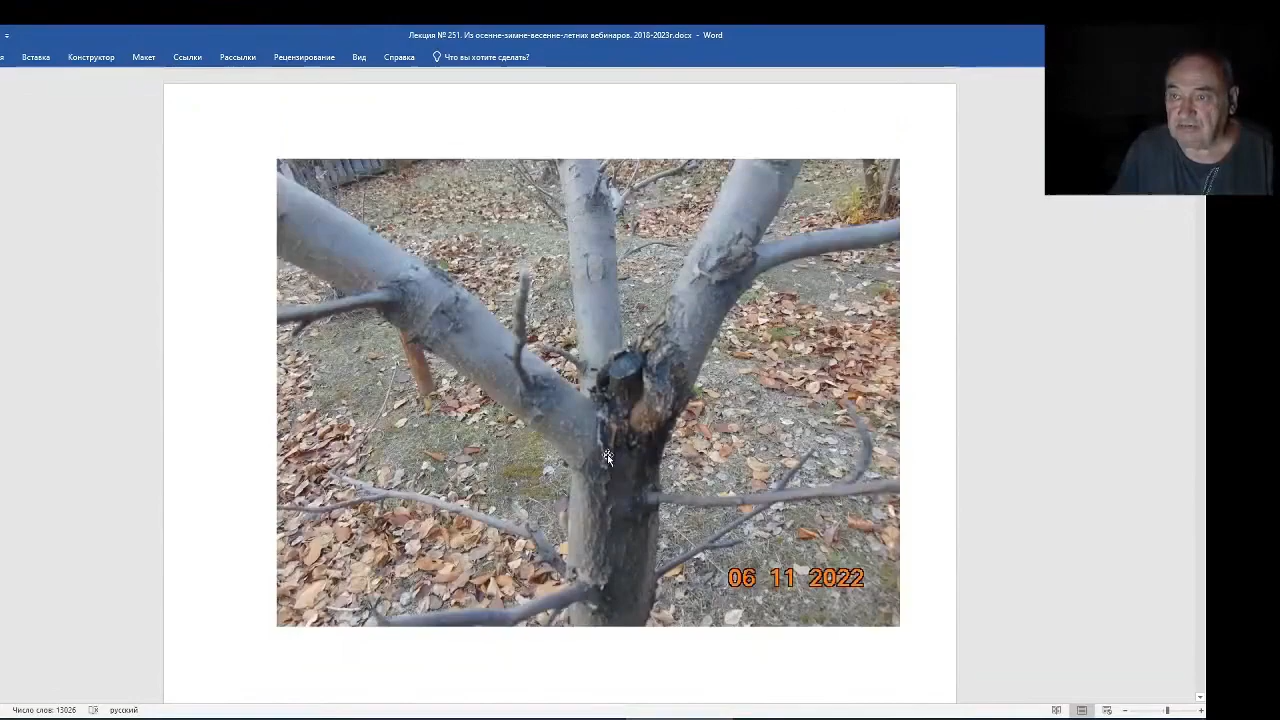 Лекция № 251. Из осенне-зимне-весенне-летних вебинаров. 2018-2023г.docx - Word
я Вставка Конструктор Макет Ссылки Рассылки Рецензирование Вид Справка Что вы хотите сделать?
06 11 2022
Число слов: 13026 русский